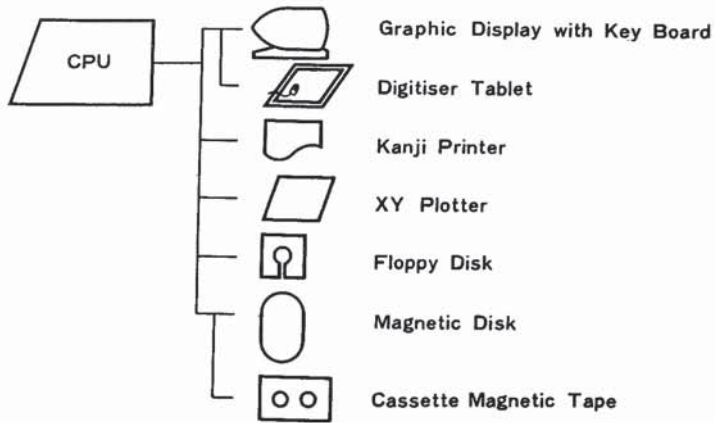 CPU
Graphic Display with Key Board
Digitiser Tablet
Kanji Printer
XY Plotter
Floppy Disk
Magnetic Disk
Cassette Magnetic Tape